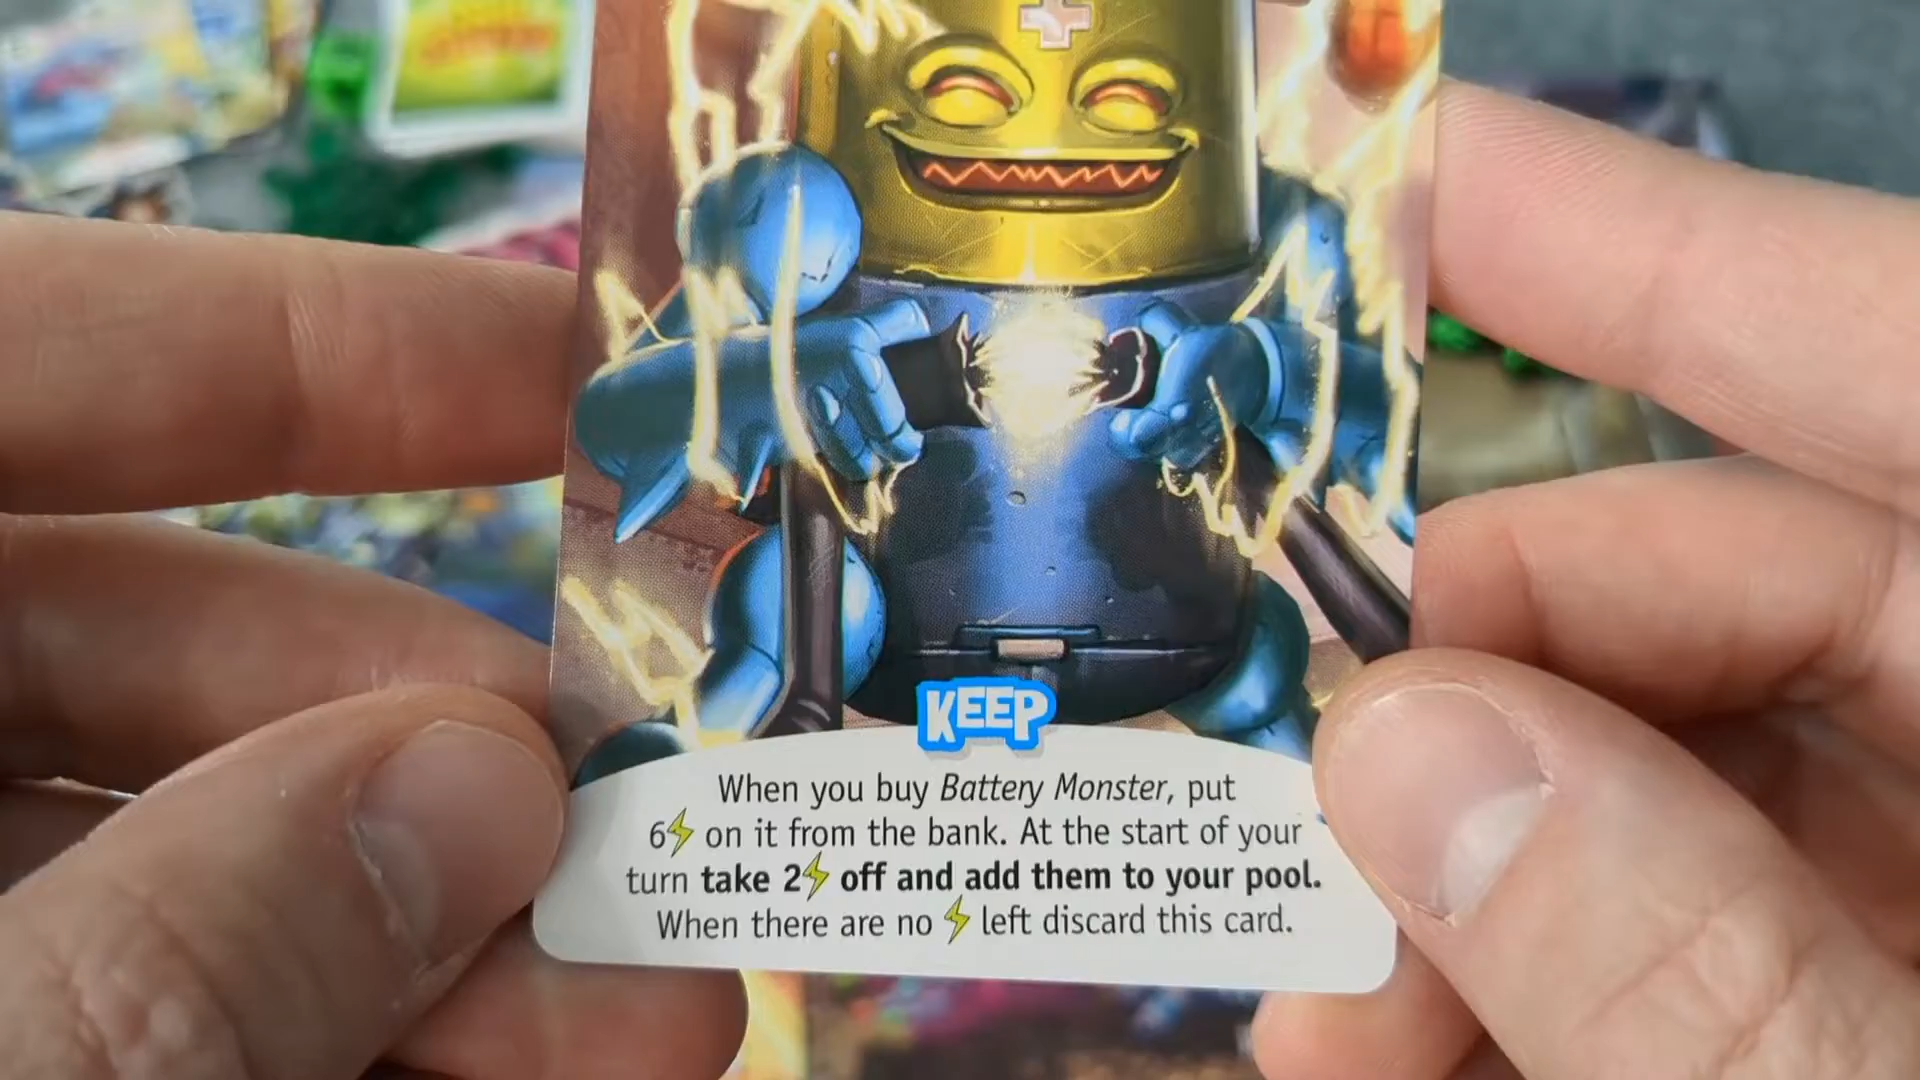 KEEP
When you buy Battery Monster, put
6⚡ on it from the bank. At the start of your
turn take 2⚡ off and add them to your pool.
When there are no ⚡ left discard this card.